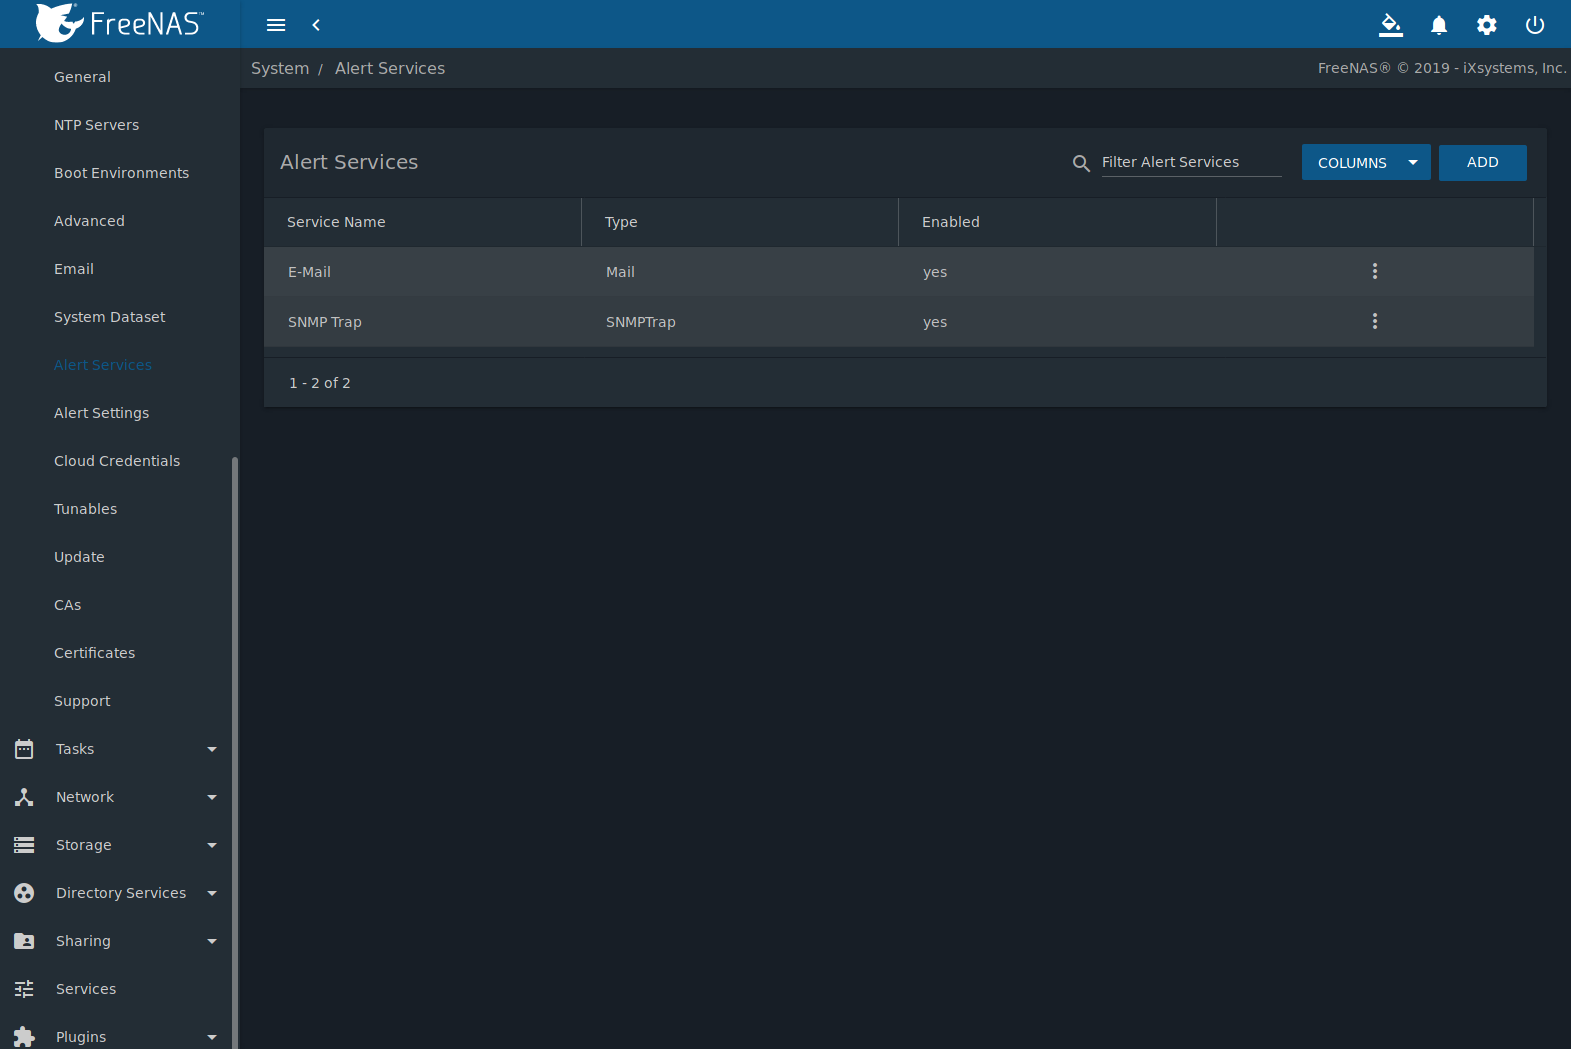 FreeNAS™
System / Alert Services
FreeNAS® © 2019 - iXsystems, Inc.
General
NTP Servers
Boot Environments
Advanced
Email
System Dataset
Alert Services
Alert Settings
Cloud Credentials
Tunables
Update
CAs
Certificates
Support
Tasks
Network
Storage
Directory Services
Sharing
Services
Plugins
Alert Services
Filter Alert Services
COLUMNS
ADD
Service Name Type Enabled
E-Mail Mail yes
SNMP Trap SNMPTrap yes
1 - 2 of 2